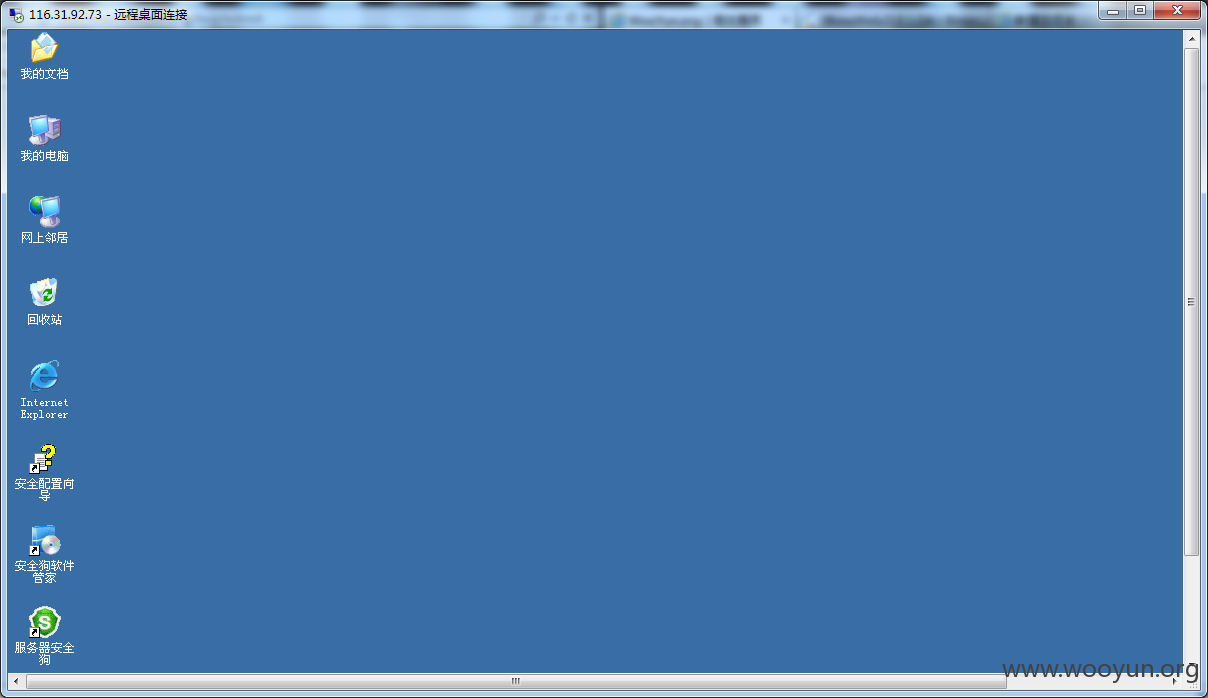 116.31.92.73 - 远程桌面连接
我的文档
我的电脑
网上邻居
回收站
Internet
Explorer
安全配置向
导
安全狗软件
管家
服务器安全
狗
www.wooyun.org